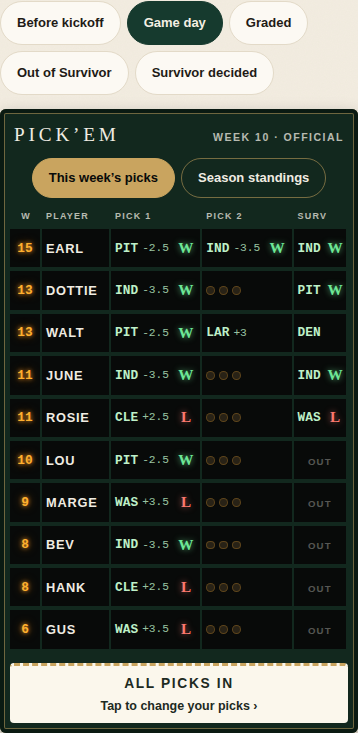 Before kickoff Game day Graded
Out of Survivor Survivor decided
PICK’EM WEEK 10 · OFFICIAL
This week’s picks Season standings
W PLAYER PICK 1 PICK 2 SURV
15 EARL PIT -2.5 W IND -3.5 W IND W
13 DOTTIE IND -3.5 W PIT W
13 WALT PIT -2.5 W LAR +3 DEN
11 JUNE IND -3.5 W IND W
11 ROSIE CLE +2.5 L WAS L
10 LOU PIT -2.5 W OUT
9 MARGE WAS +3.5 L OUT
8 BEV IND -3.5 W OUT
8 HANK CLE +2.5 L OUT
6 GUS WAS +3.5 L OUT
ALL PICKS IN
Tap to change your picks ›